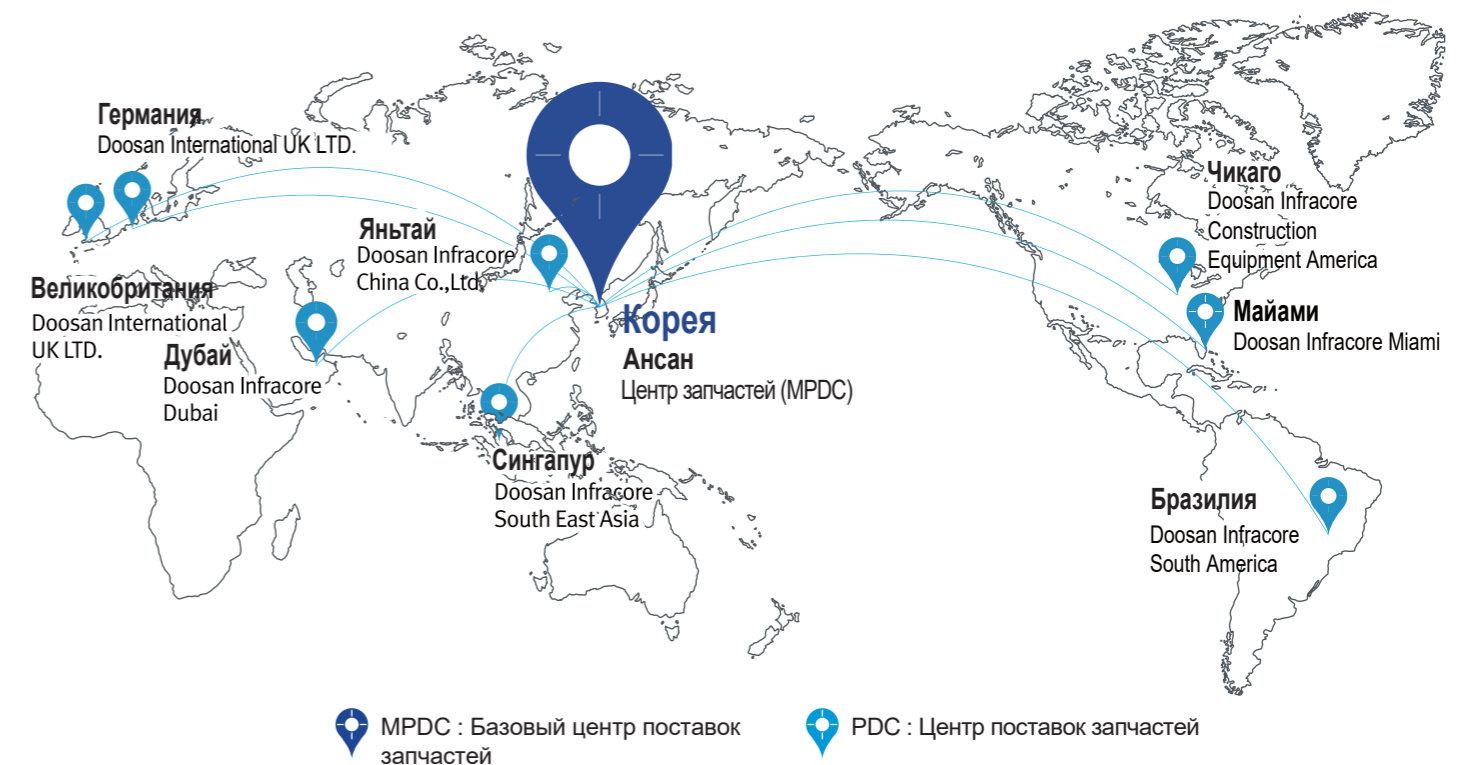 Германия
Doosan International UK LTD.
Великобритания
Doosan International
UK LTD.
Дубай
Doosan Infracore
Dubai
Яньтай
Doosan Infracore
China Co.,Ltd.
Корея
Ансан
Центр запчастей (MPDC)
Сингапур
Doosan Infracore
South East Asia
Чикаго
Doosan Infracore
Construction
Equipment America
Майами
Doosan Infracore Miami
Бразилия
Doosan Infracore
South America
MPDC : Базовый центр поставок
запчастей
PDC : Центр поставок запчастей